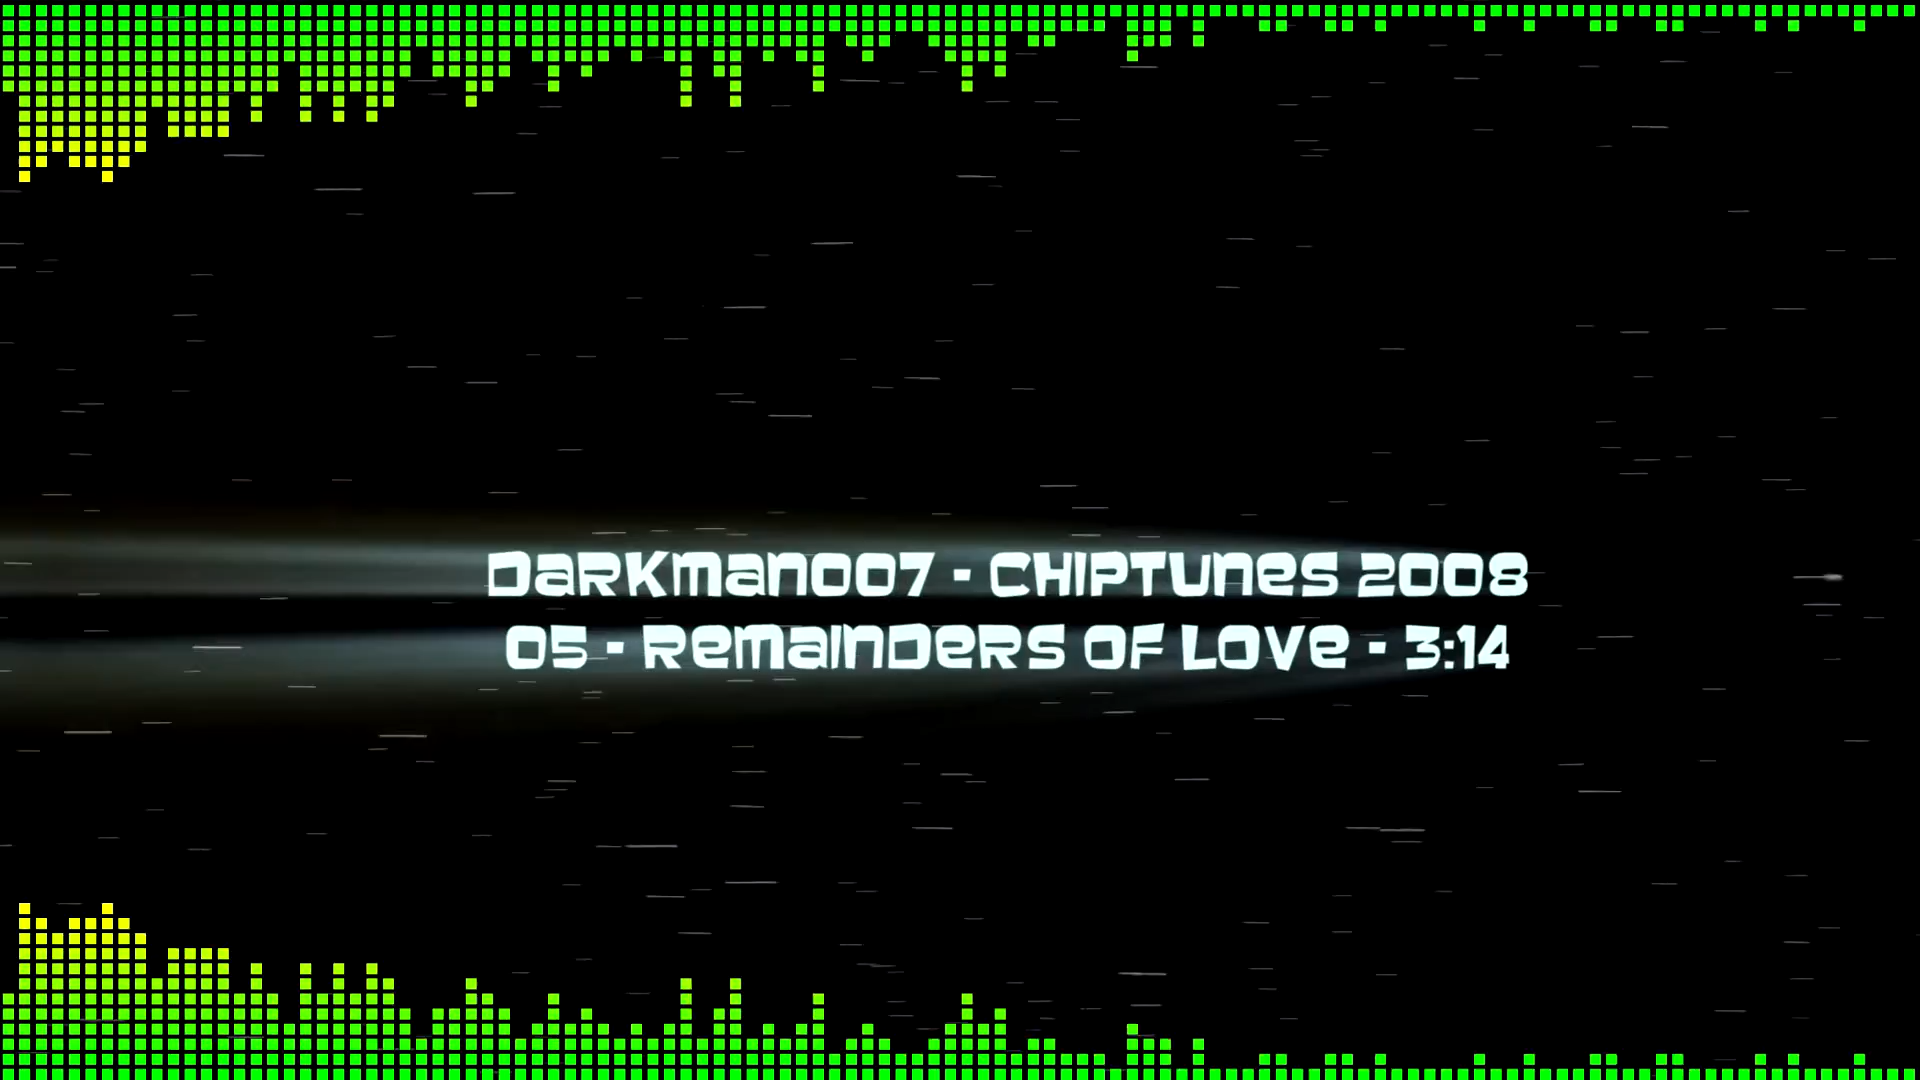 Darkman007 - Chiptunes 2008
05 - Remainders of Love - 3:14